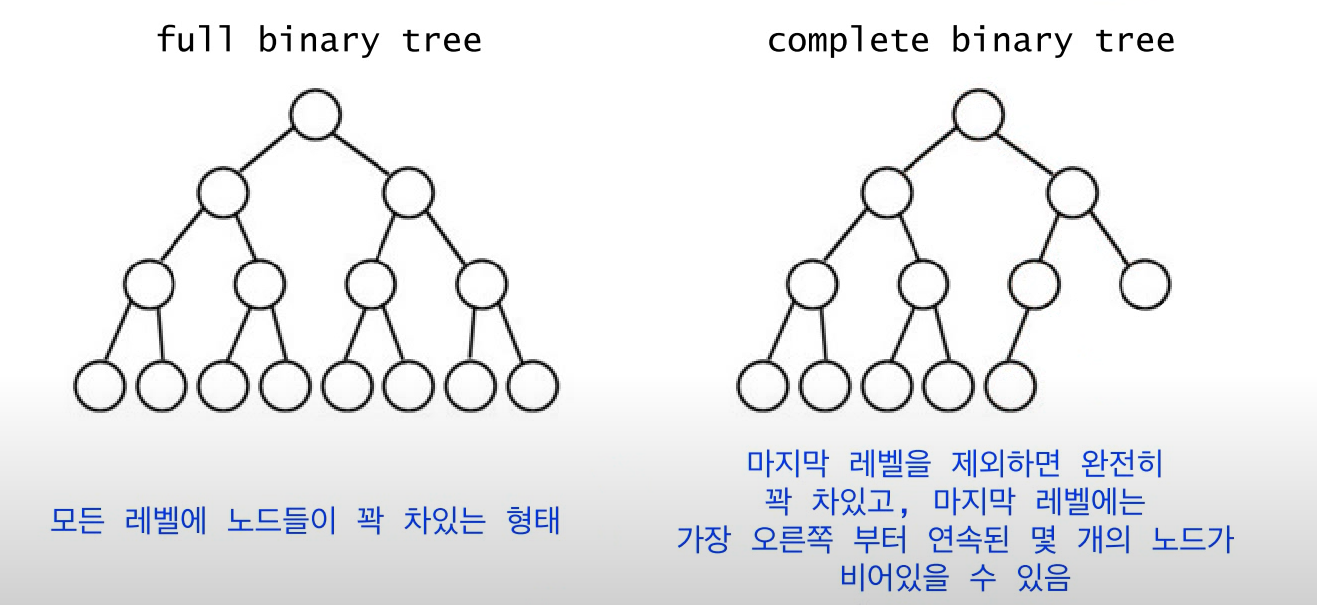 full binary tree
complete binary tree
모든 레벨에 노드들이 꽉 차있는 형태
마지막 레벨을 제외하면 완전히
꽉 차있고, 마지막 레벨에는
가장 오른쪽 부터 연속된 몇 개의 노드가
비어있을 수 있음